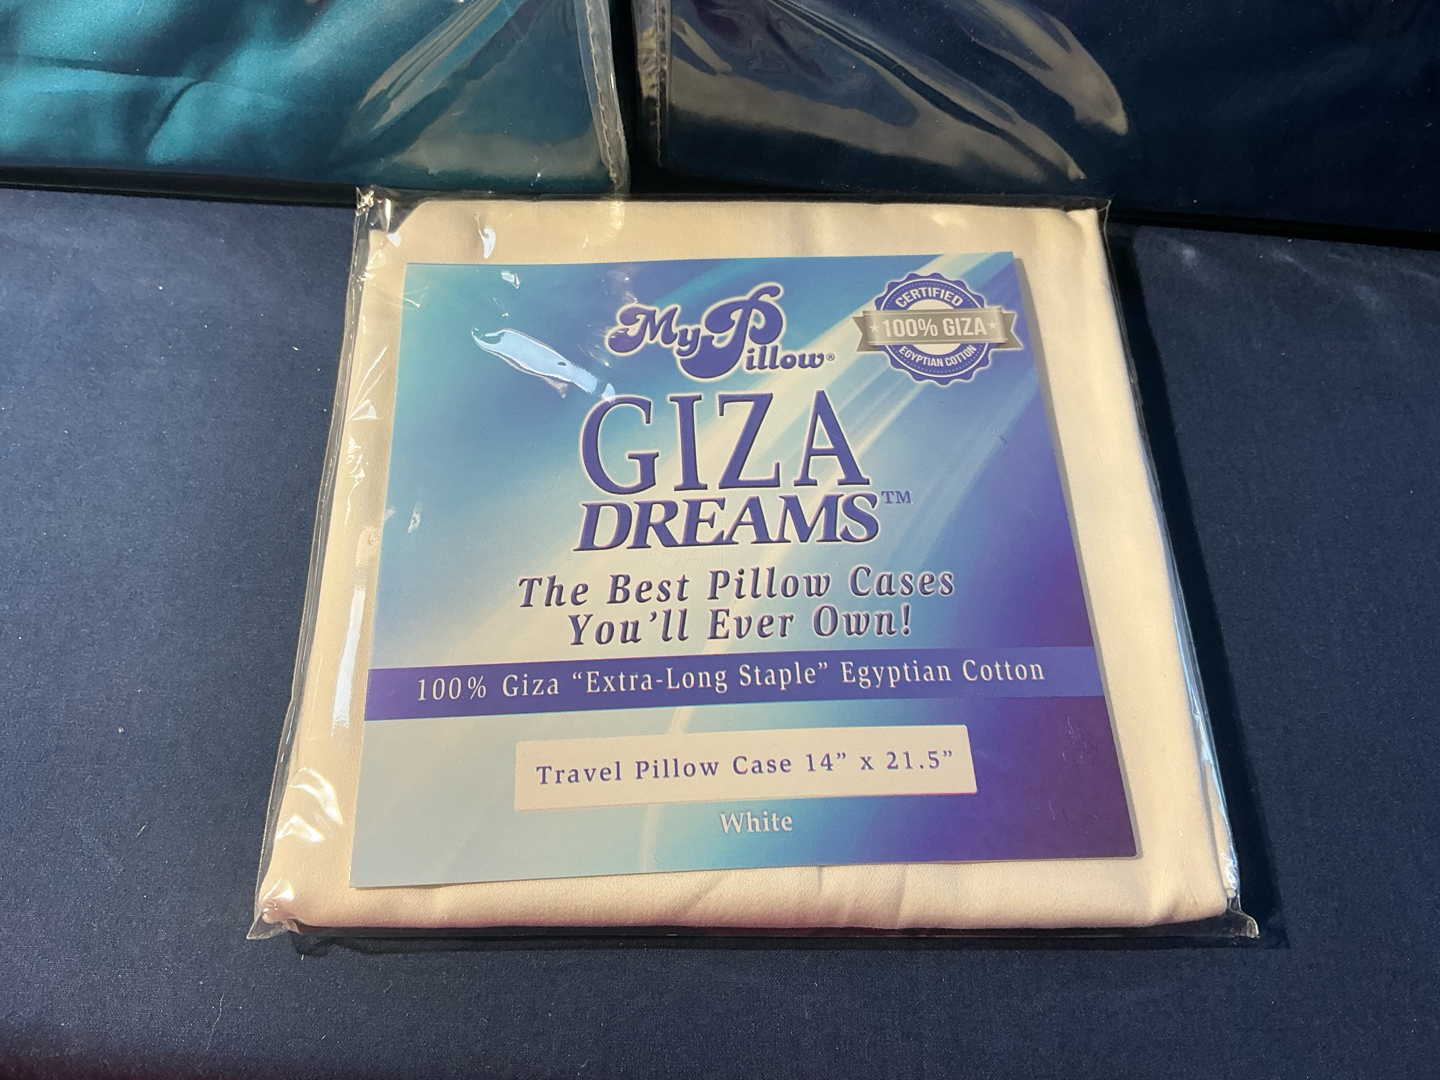 MyPillow®
CERTIFIED
100% GIZA
EGYPTIAN COTTON
GIZA
DREAMS™
The Best Pillow Cases
You'll Ever Own!
100% Giza “Extra-Long Staple” Egyptian Cotton
Travel Pillow Case 14” x 21.5”
White